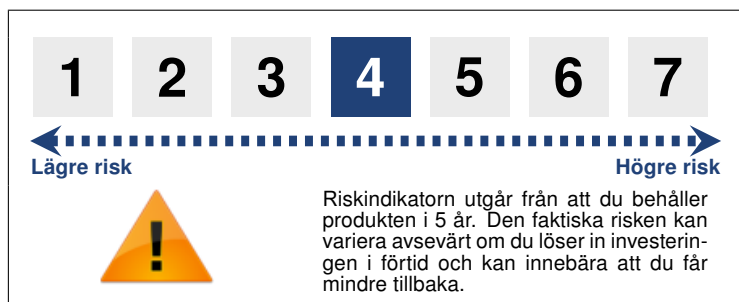 1 2 3 4 5 6 7
Lägre risk Högre risk
!
Riskindikatorn utgår från att du behåller
produkten i 5 år. Den faktiska risken kan
variera avsevärt om du löser in investerin-
gen i förtid och kan innebära att du får
mindre tillbaka.